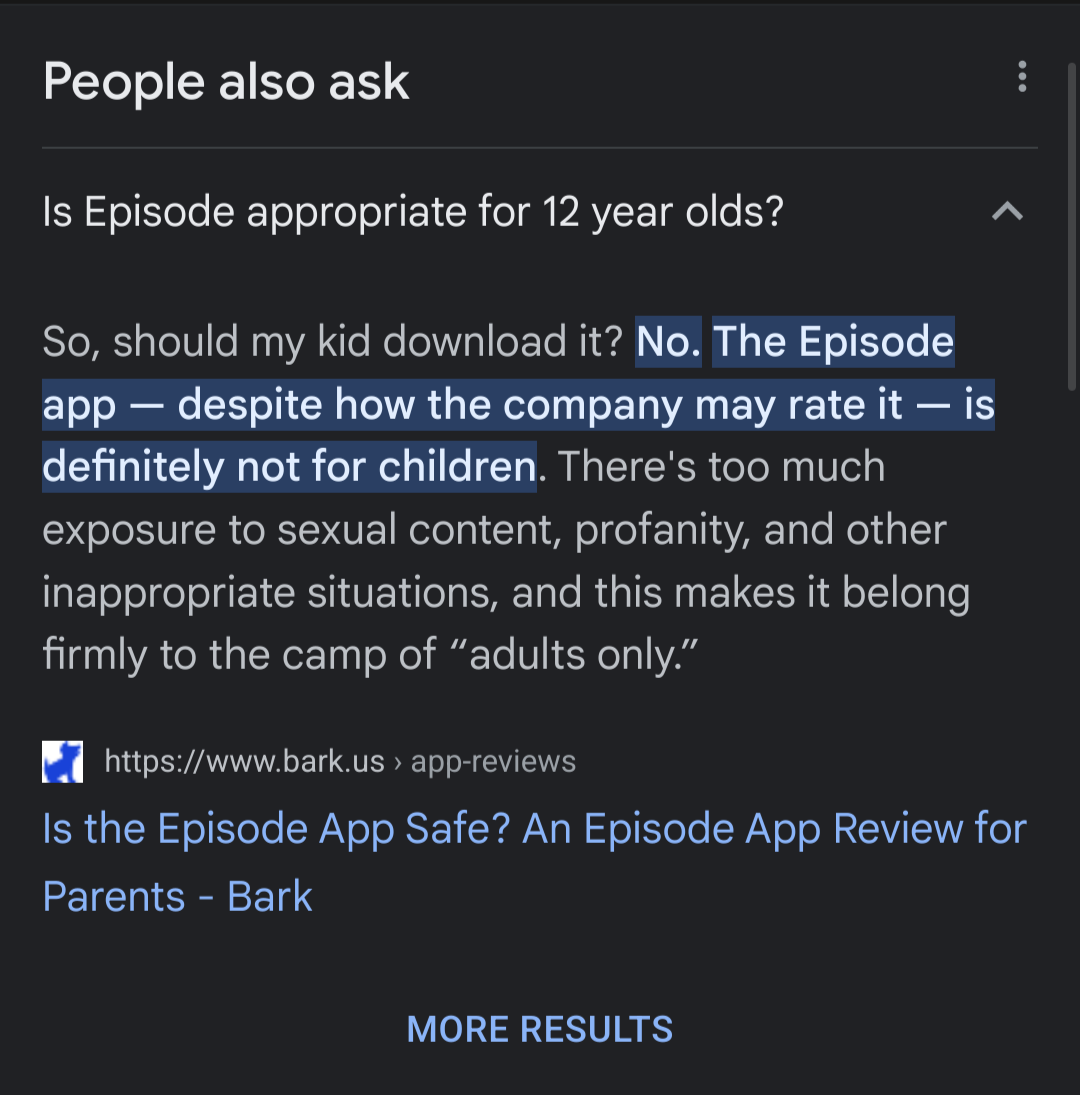 People also ask
Is Episode appropriate for 12 year olds?
So, should my kid download it? No. The Episode
app — despite how the company may rate it — is
definitely not for children. There's too much
exposure to sexual content, profanity, and other
inappropriate situations, and this makes it belong
firmly to the camp of “adults only.”
https://www.bark.us › app-reviews
Is the Episode App Safe? An Episode App Review for
Parents - Bark
MORE RESULTS